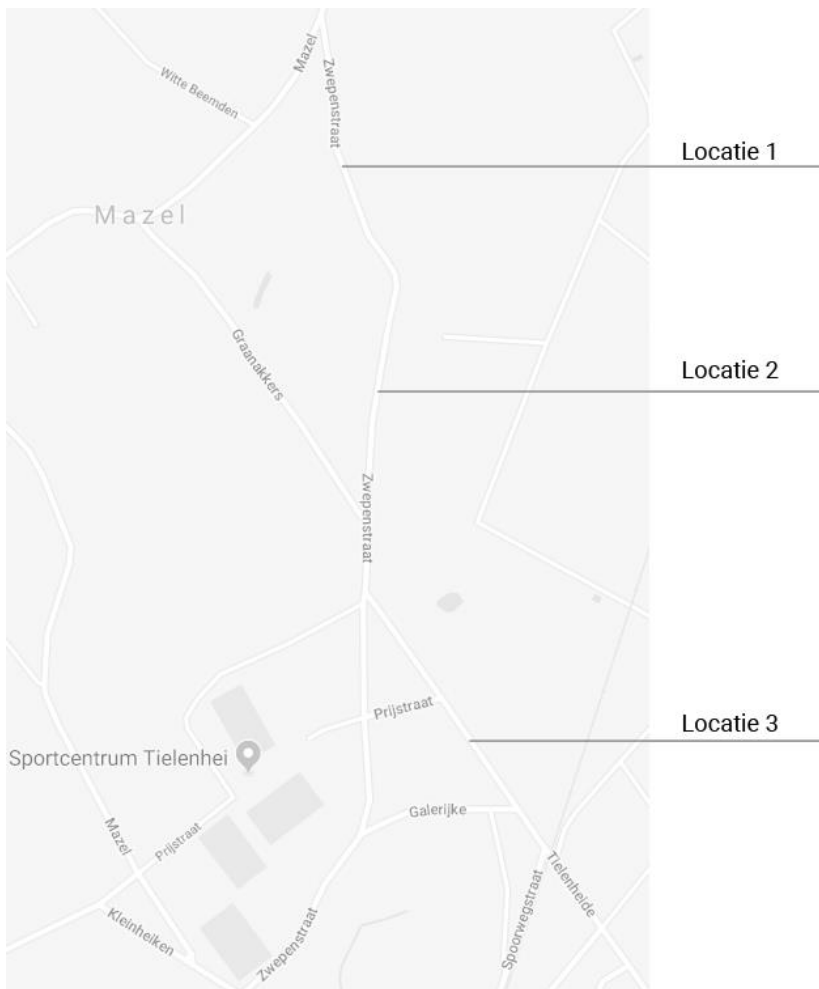 Mazel
Zwepenstraat
Witte Beemden
Locatie 1
Mazel
Graanakkers
Locatie 2
Zwepenstraat
Prijstraat
Locatie 3
Sportcentrum Tielenhei
Galerijke
Mazel
Prijstraat
Tielenheide
Kleinheiken
Zwepenstraat
Spoorwegstraat